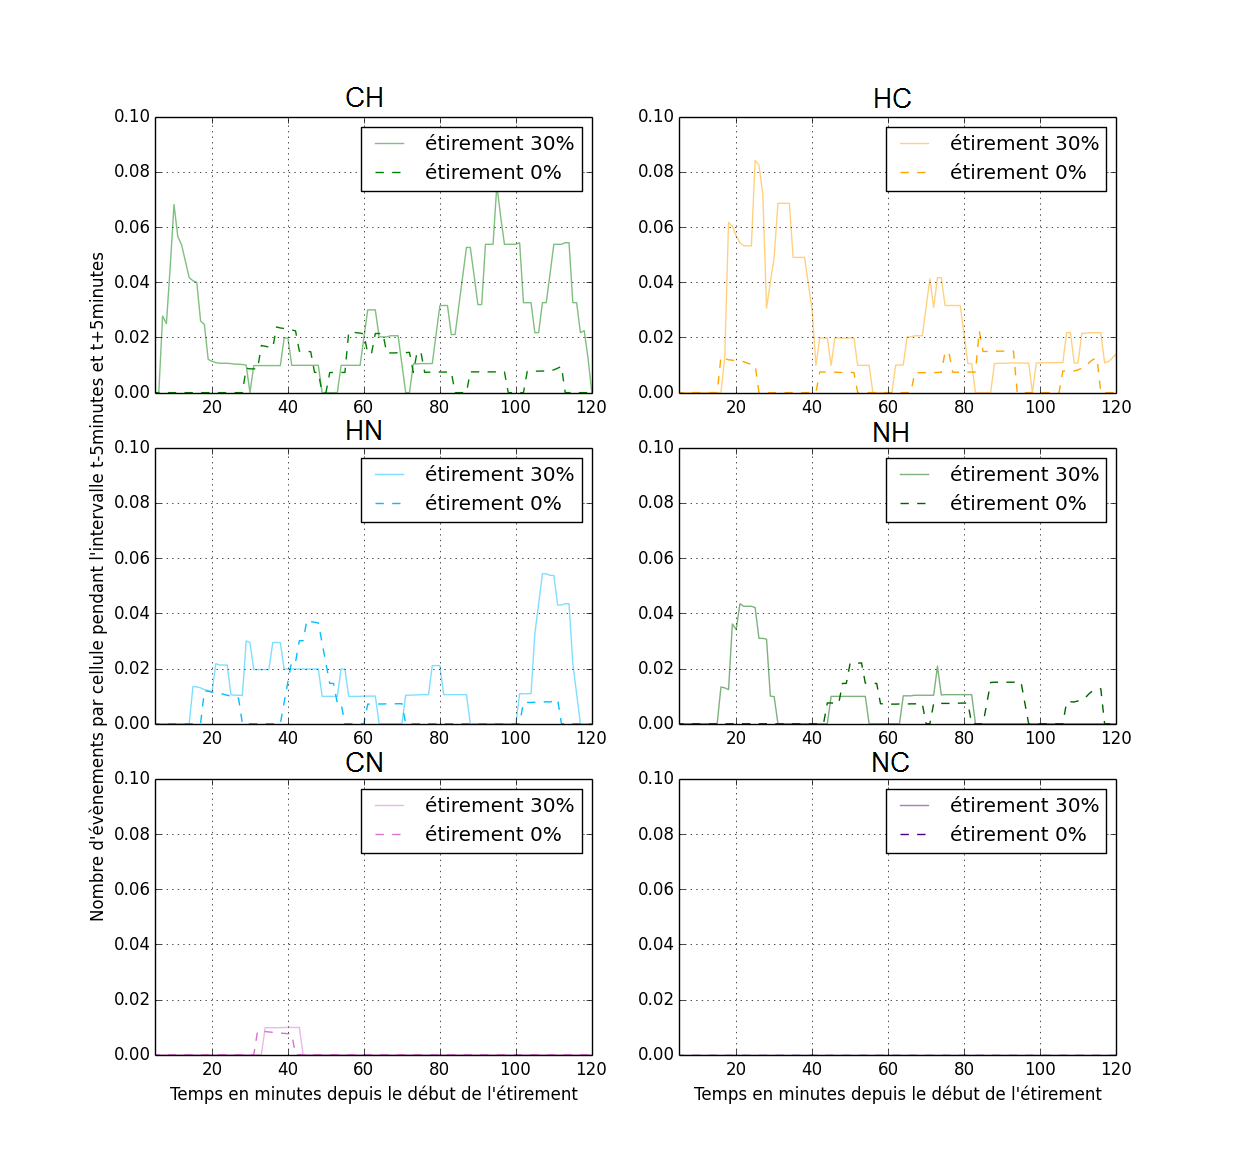 Nombre d'évènements par cellule pendant l'intervalle t-5minutes et t+5minutes
CH
0.10
0.08
0.06
0.04
0.02
0.00
20 40 60 80 100 120
étirement 30%
étirement 0%
HC
0.10
0.08
0.06
0.04
0.02
0.00
20 40 60 80 100 120
étirement 30%
étirement 0%
HN
0.10
0.08
0.06
0.04
0.02
0.00
20 40 60 80 100 120
étirement 30%
étirement 0%
NH
0.10
0.08
0.06
0.04
0.02
0.00
20 40 60 80 100 120
étirement 30%
étirement 0%
CN
0.10
0.08
0.06
0.04
0.02
0.00
20 40 60 80 100 120
étirement 30%
étirement 0%
Temps en minutes depuis le début de l'étirement
NC
0.10
0.08
0.06
0.04
0.02
0.00
20 40 60 80 100 120
étirement 30%
étirement 0%
Temps en minutes depuis le début de l'étirement